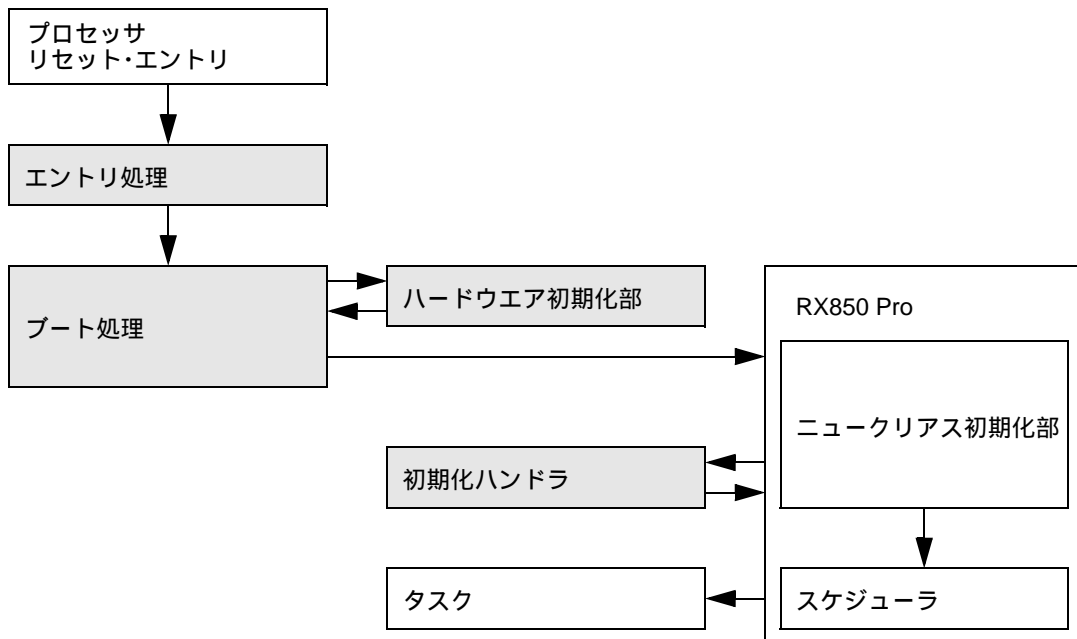 プロセッサ
リセット・エントリ
エントリ処理
ブート処理
ハードウエア初期化部
RX850 Pro
ニュークリアス初期化部
初期化ハンドラ
タスク
スケジューラ